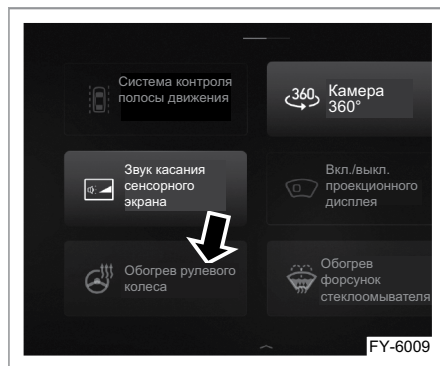 Система контроля
полосы движения
360
Камера
360°
Звук касания
сенсорного
экрана
Вкл./выкл.
проекционного
дисплея
Обогрев рулевого
колеса
Обогрев
форсунок
стеклоомывателя
FY-6009